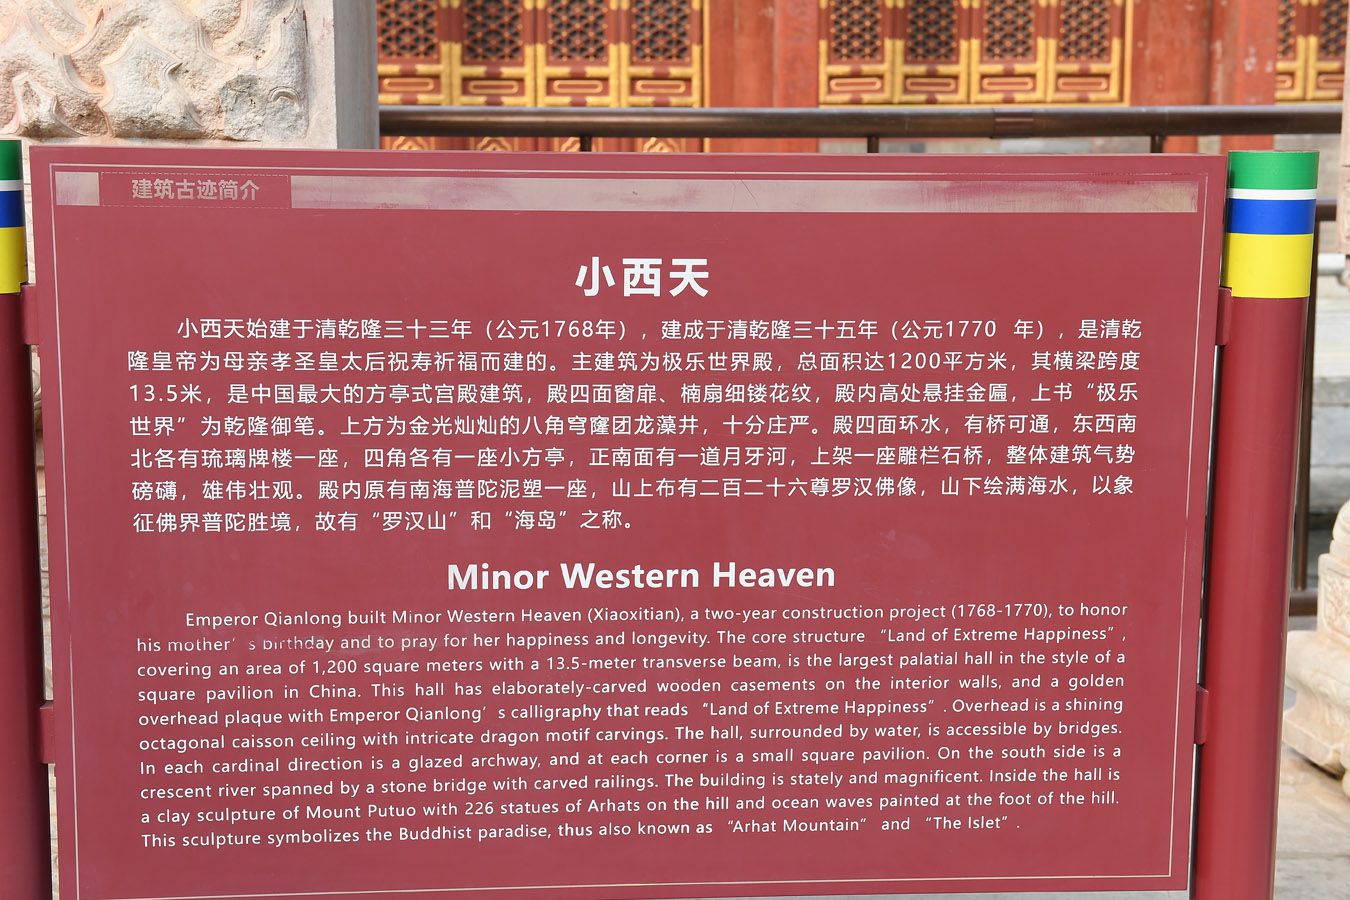 建筑古迹简介
小西天
小西天始建于清乾隆三十三年（公元1768年），建成于清乾隆三十五年（公元1770 年），是清乾
隆皇帝为母亲孝圣皇太后祝寿祈福而建的。主建筑为极乐世界殿，总面积达1200平方米，其横梁跨度
13.5米，是中国最大的方亭式宫殿建筑，殿四面窗扉、楠扇细镂花纹，殿内高处悬挂金匾，上书“极乐
世界”为乾隆御笔。上方为金光灿灿的八角穹窿团龙藻井，十分庄严。殿四面环水，有桥可通，东西南
北各有琉璃牌楼一座，四角各有一座小方亭，正南面有一道月牙河，上架一座雕栏石桥，整体建筑气势
磅礴，雄伟壮观。殿内原有南海普陀泥塑一座，山上布有二百二十六尊罗汉佛像，山下绘满海水，以象
征佛界普陀胜境，故有“罗汉山”和“海岛”之称。
Minor Western Heaven
Emperor Qianlong built Minor Western Heaven (Xiaoxitian), a two-year construction project (1768-1770), to honor
his mother’s birthday and to pray for her happiness and longevity. The core structure “Land of Extreme Happiness”,
covering an area of 1,200 square meters with a 13.5-meter transverse beam, is the largest palatial hall in the style of a
square pavilion in China. This hall has elaborately-carved wooden casements on the interior walls, and a golden
overhead plaque with Emperor Qianlong’s calligraphy that reads “Land of Extreme Happiness”. Overhead is a shining
octagonal caisson ceiling with intricate dragon motif carvings. The hall, surrounded by water, is accessible by bridges.
In each cardinal direction is a glazed archway, and at each corner is a small square pavilion. On the south side is a
crescent river spanned by a stone bridge with carved railings. The building is stately and magnificent. Inside the hall is
a clay sculpture of Mount Putuo with 226 statues of Arhats on the hill and ocean waves painted at the foot of the hill.
This sculpture symbolizes the Buddhist paradise, thus also known as “Arhat Mountain” and “The Islet”.